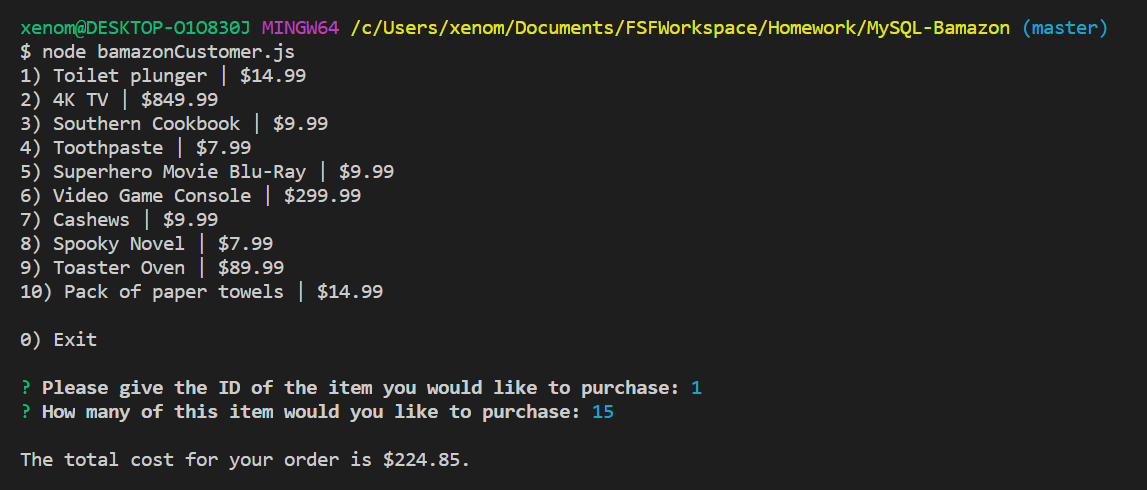 xenom@DESKTOP-O1O830J MINGW64 /c/Users/xenom/Documents/FSFWorkspace/Homework/MySQL-Bamazon (master)
$ node bamazonCustomer.js
1) Toilet plunger | $14.99
2) 4K TV | $849.99
3) Southern Cookbook | $9.99
4) Toothpaste | $7.99
5) Superhero Movie Blu-Ray | $9.99
6) Video Game Console | $299.99
7) Cashews | $9.99
8) Spooky Novel | $7.99
9) Toaster Oven | $89.99
10) Pack of paper towels | $14.99
0) Exit
? Please give the ID of the item you would like to purchase: 1
? How many of this item would you like to purchase: 15
The total cost for your order is $224.85.